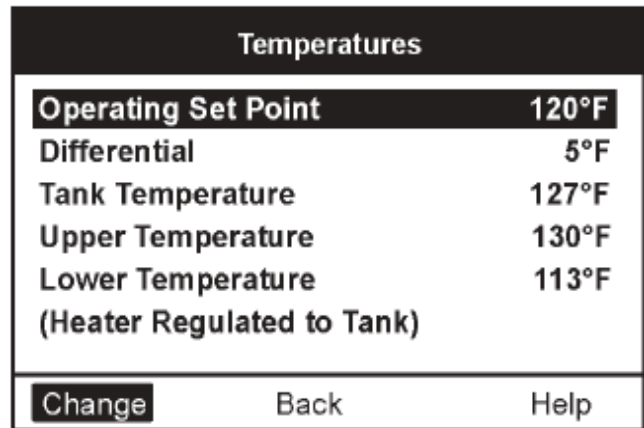 Temperatures
Operating Set Point 120°F
Differential 5°F
Tank Temperature 127°F
Upper Temperature 130°F
Lower Temperature 113°F
(Heater Regulated to Tank)
Change Back Help